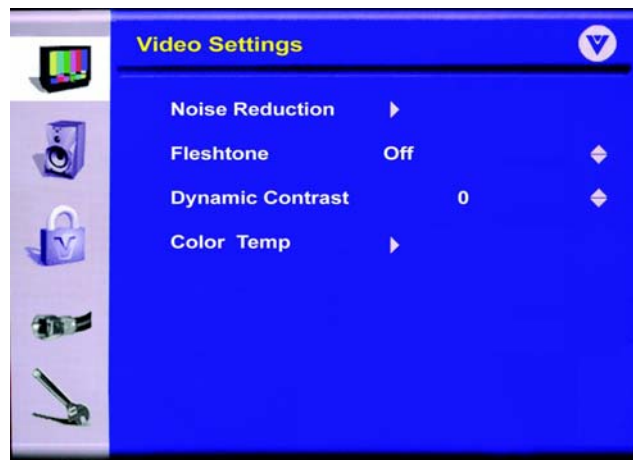 Video Settings
V
Noise Reduction
Fleshtone Off
Dynamic Contrast 0
Color Temp
V